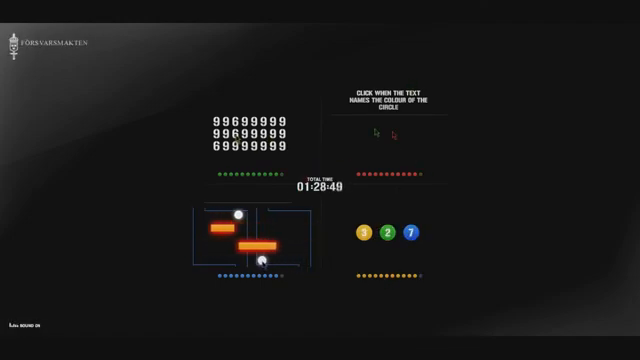 FÖRSVARSMAKTEN
CLICK WHEN THE TEXT
NAMES THE COLOUR OF THE
CIRCLE
99699999
99699999
69999999
TOTAL TIME
01:28:49
3 2 7
SOUND ON